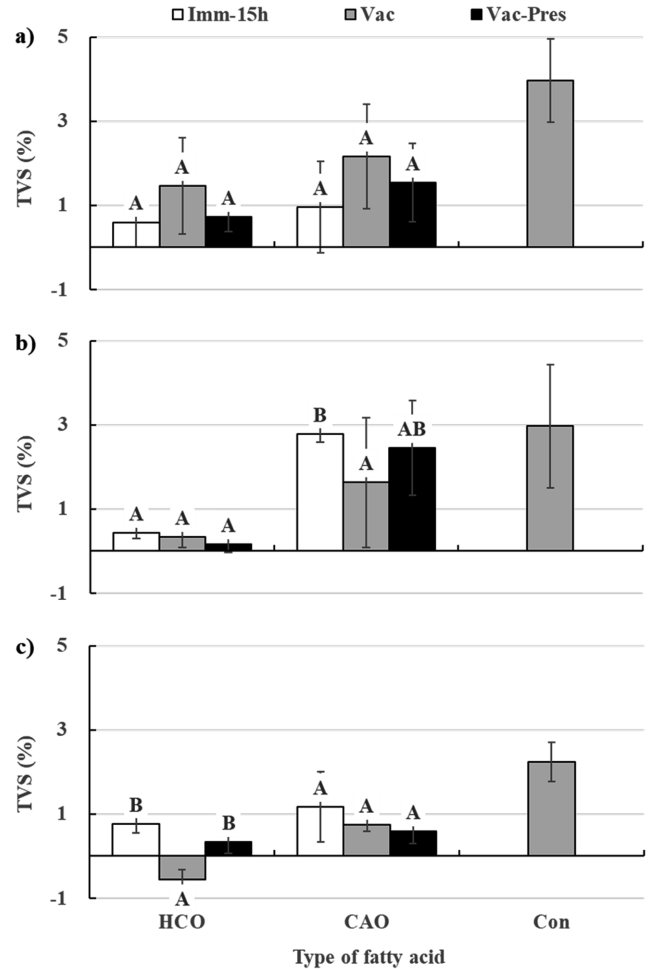 Imm-15h Vac Vac-Pres
a)
TVS (%)
5
3
1
-1
A A A A A A
b)
TVS (%)
5
3
1
-1
A A A B A AB
c)
TVS (%)
5
3
1
-1
B A B A A A
HCO CAO Con
Type of fatty acid